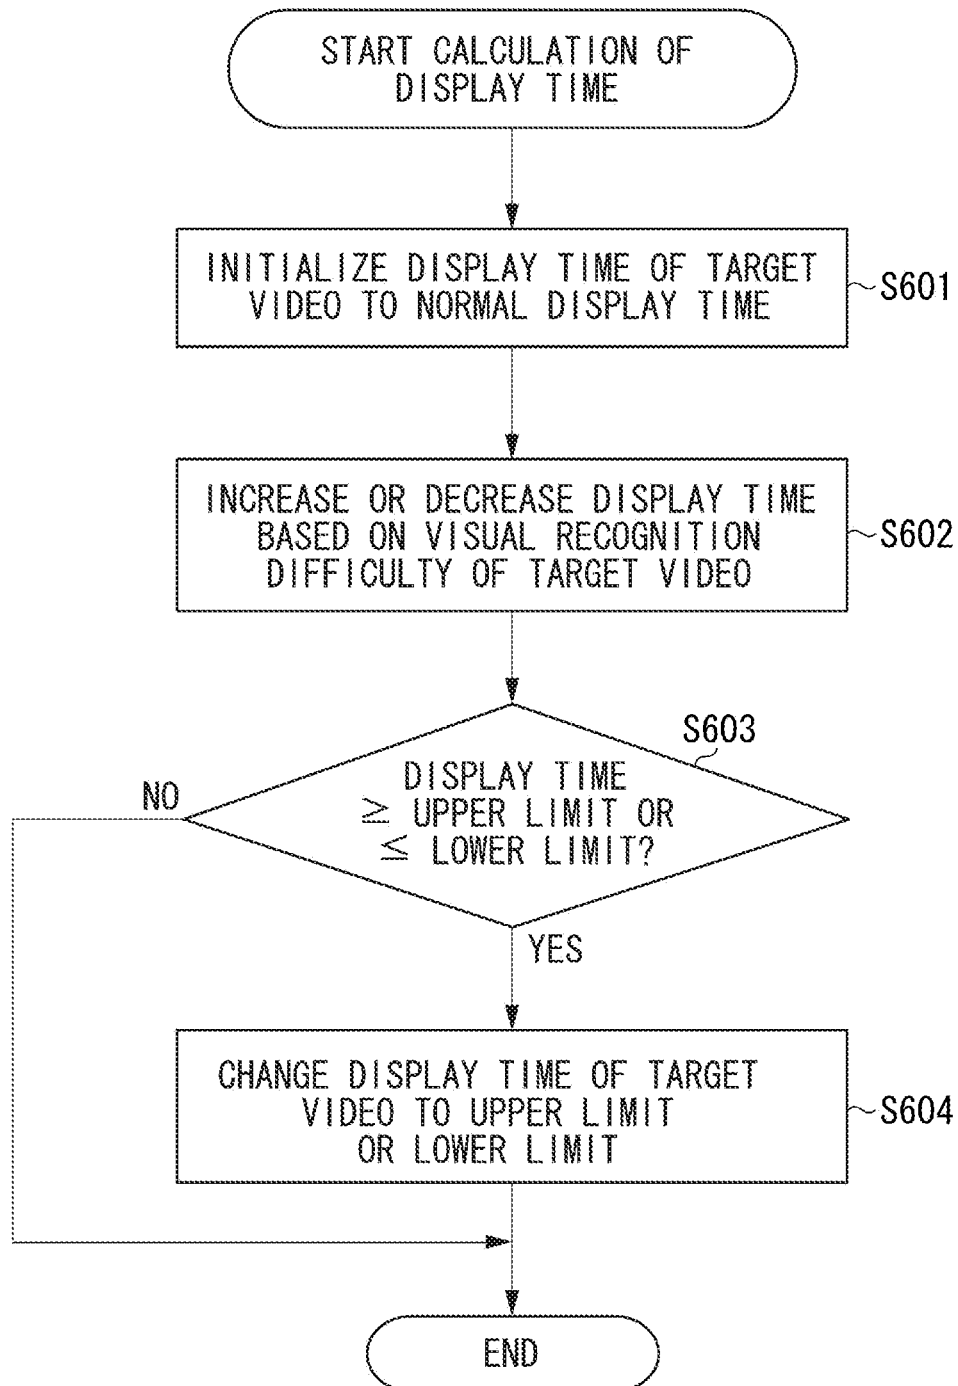 START CALCULATION OF
DISPLAY TIME
INITIALIZE DISPLAY TIME OF TARGET
VIDEO TO NORMAL DISPLAY TIME
S601
INCREASE OR DECREASE DISPLAY TIME
BASED ON VISUAL RECOGNITION
DIFFICULTY OF TARGET VIDEO
S602
S603
DISPLAY TIME
≧ UPPER LIMIT OR
≦ LOWER LIMIT?
NO
YES
CHANGE DISPLAY TIME OF TARGET
VIDEO TO UPPER LIMIT
OR LOWER LIMIT
S604
END